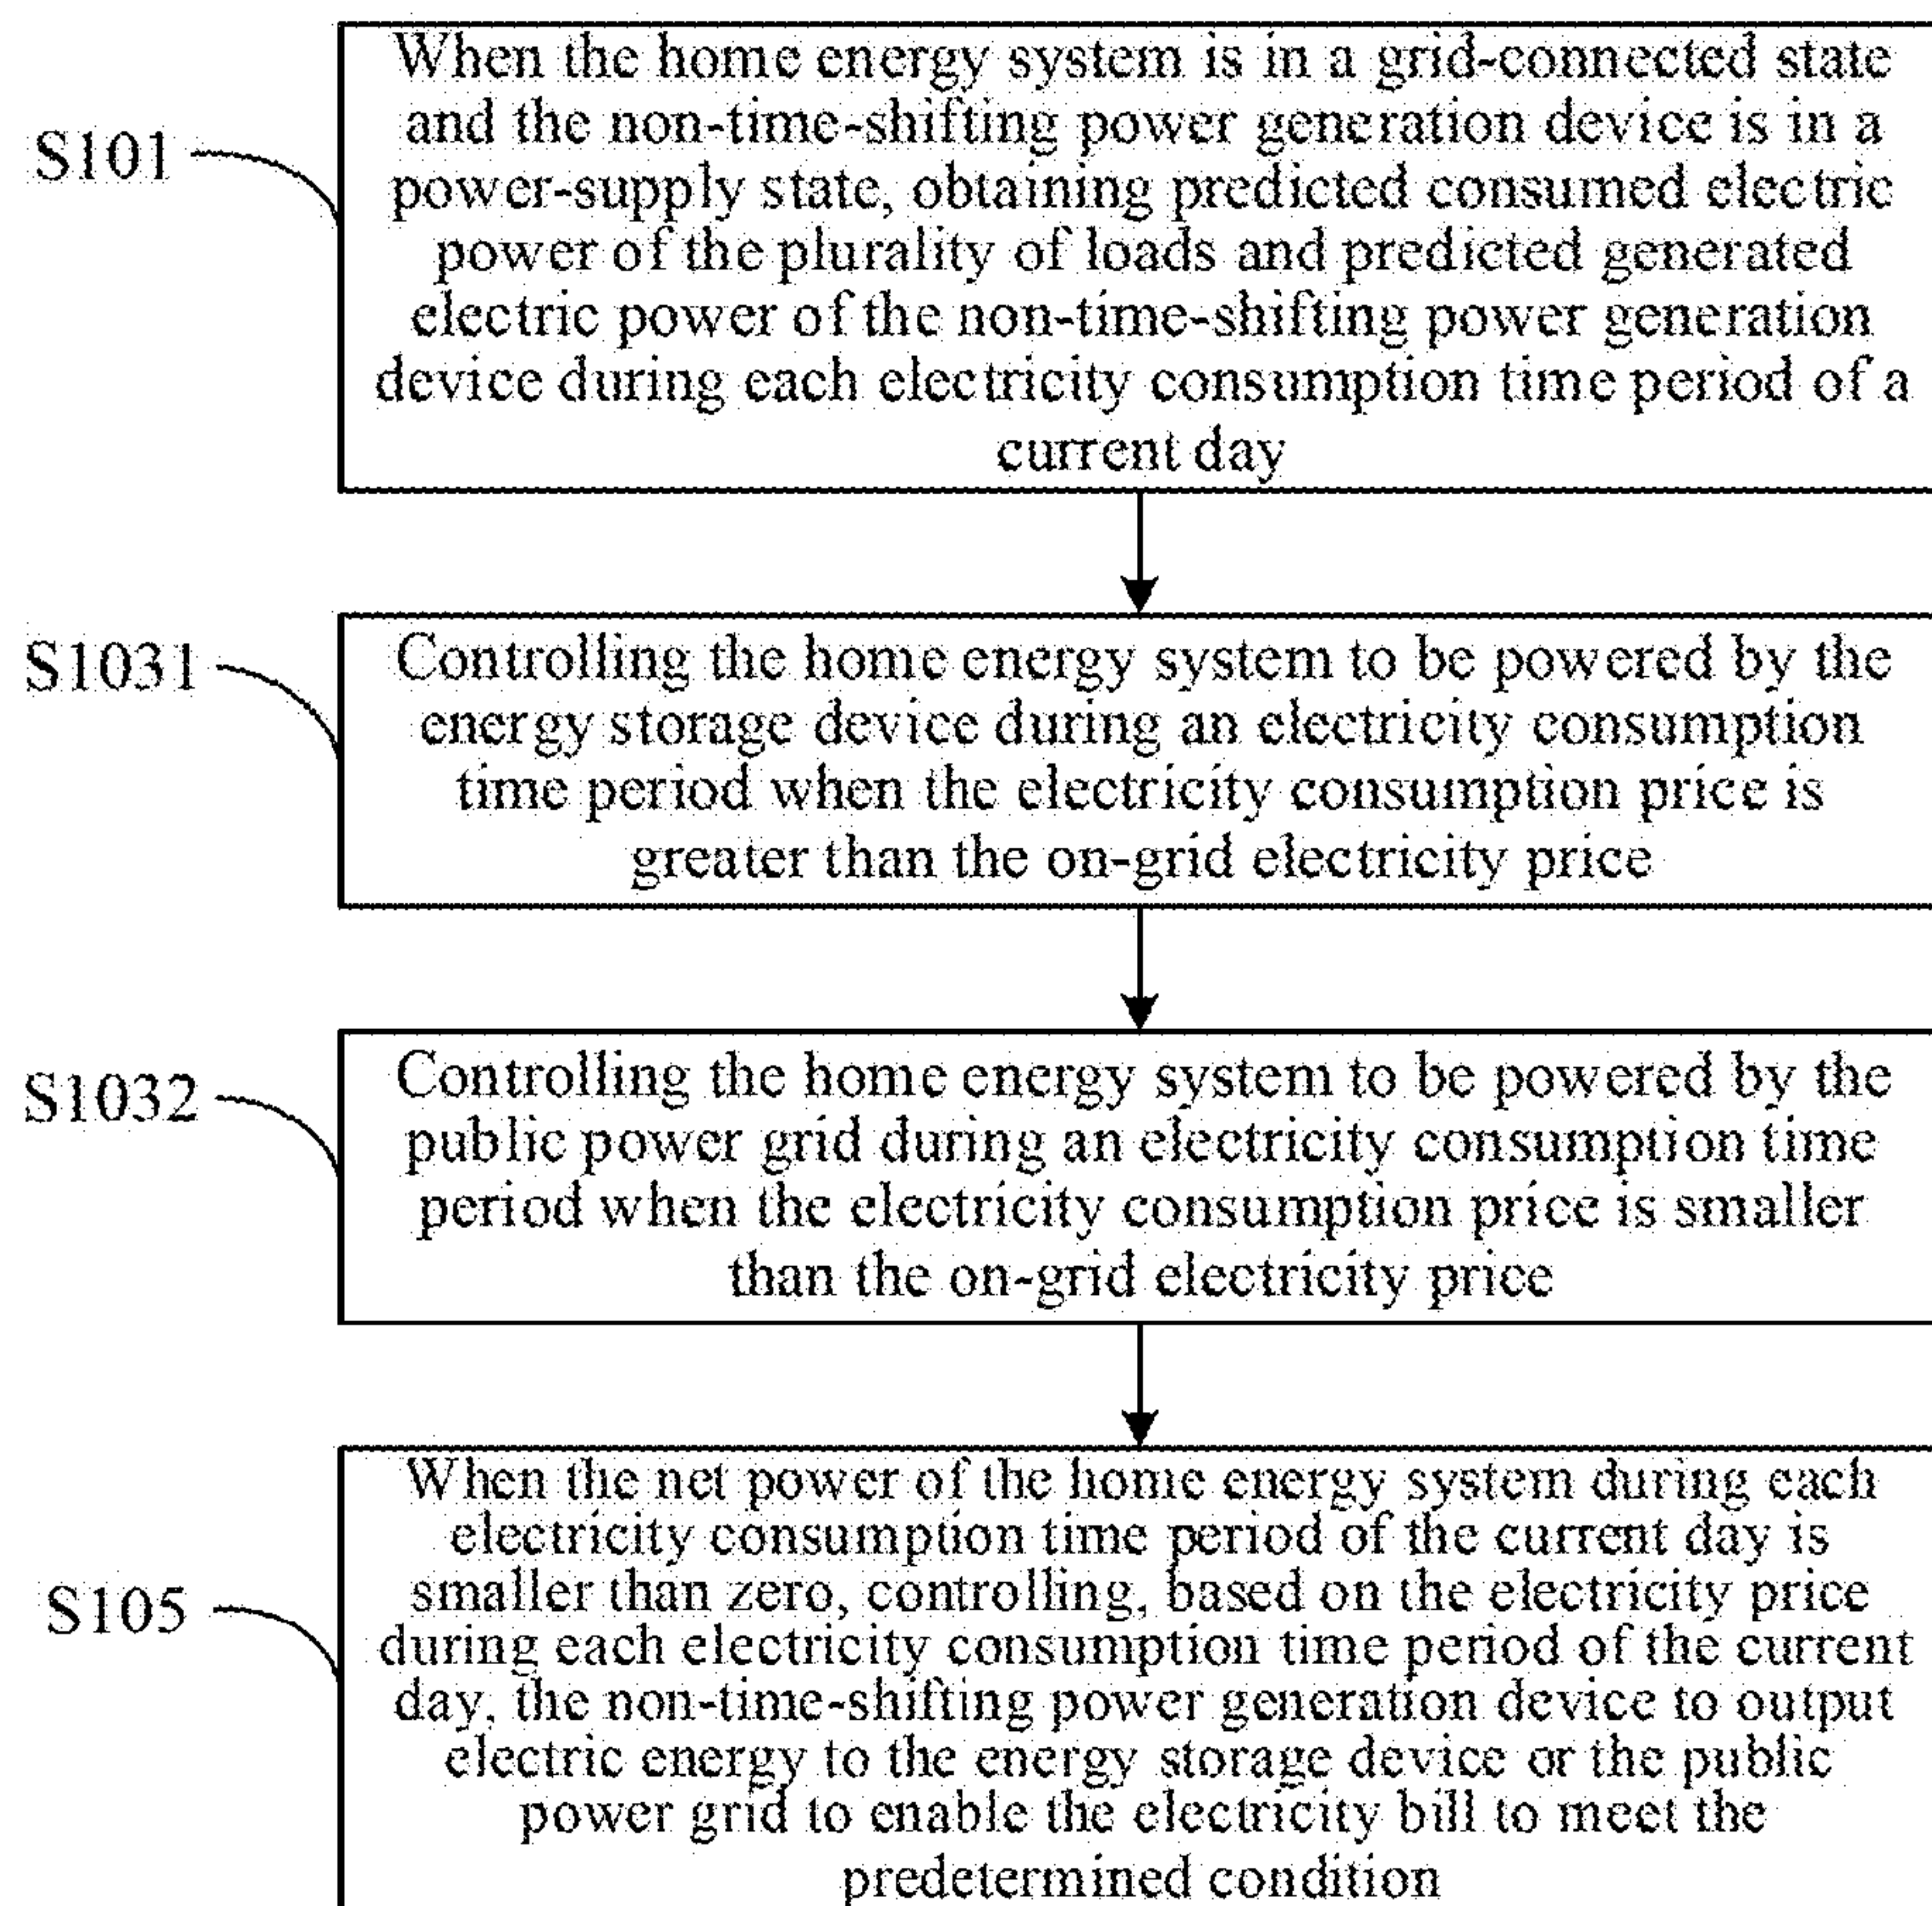 S101
When the home energy system is in a grid-connected state
and the non-time-shifting power generation device is in a
power-supply state, obtaining predicted consumed electric
power of the plurality of loads and predicted generated
electric power of the non-time-shifting power generation
device during each electricity consumption time period of a
current day
S1031
Controlling the home energy system to be powered by the
energy storage device during an electricity consumption
time period when the electricity consumption price is
greater than the on-grid electricity price
S1032
Controlling the home energy system to be powered by the
public power grid during an electricity consumption time
period when the electricity consumption price is smaller
than the on-grid electricity price
S105
When the net power of the home energy system during each
electricity consumption time period of the current day is
smaller than zero, controlling, based on the electricity price
during each electricity consumption time period of the current
day, the non-time-shifting power generation device to output
electric energy to the energy storage device or the public
power grid to enable the electricity bill to meet the
predetermined condition